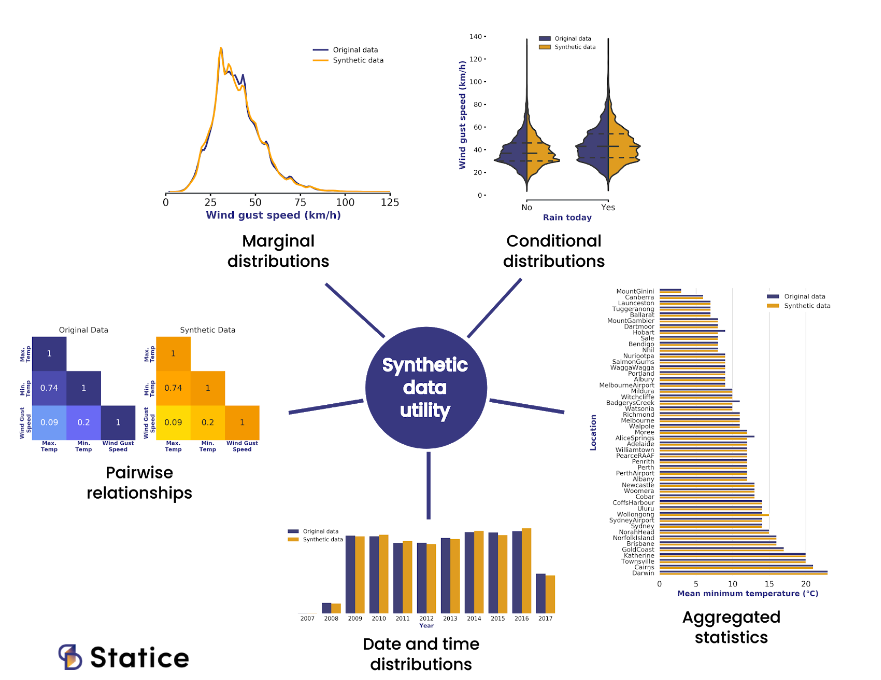 Original data
Synthetic data
0 25 50 75 100 125
Wind gust speed (km/h)
Marginal
distributions
140
120
100
80
60
40
20
0
Wind gust speed (km/h)
Original data
Synthetic data
No Yes
Rain today
Conditional
distributions
Original Data
Max.
Temp
Min.
Temp
Wind Gust
Speed
1
0.74 1
0.09 0.2 1
Max.
Temp
Min.
Temp
Wind Gust
Speed
Synthetic Data
Max.
Temp
Min.
Temp
Wind Gust
Speed
1
0.74 1
0.09 0.2 1
Max.
Temp
Min.
Temp
Wind Gust
Speed
Pairwise
relationships
Synthetic
data
utility
Original data
Synthetic data
Location
MountGinini
Canberra
Launceston
Tuggeranong
Ballarat
MountGambier
Dartmoor
Hobart
Sale
Bendigo
Nhil
Nuriootpa
SalmonGums
WaggaWagga
Portland
Albury
MelbourneAirport
Mildura
Witchcliffe
BadgerysCreek
Watsonia
Richmond
Melbourne
Walpole
Moree
AliceSprings
Adelaide
Williamtown
PearceRAAF
Penrith
Perth
PerthAirport
Albany
Newcastle
Woomera
Cobar
CoffsHarbour
Uluru
Wollongong
SydneyAirport
Sydney
NorahHead
NorfolkIsland
Brisbane
GoldCoast
Katherine
Townsville
Cairns
Darwin
0 5 10 15 20
Mean minimum temperature (°C)
Aggregated
statistics
Original data
Synthetic data
2007 2008 2009 2010 2011 2012 2013 2014 2015 2016 2017
Year
Date and time
distributions
Statice